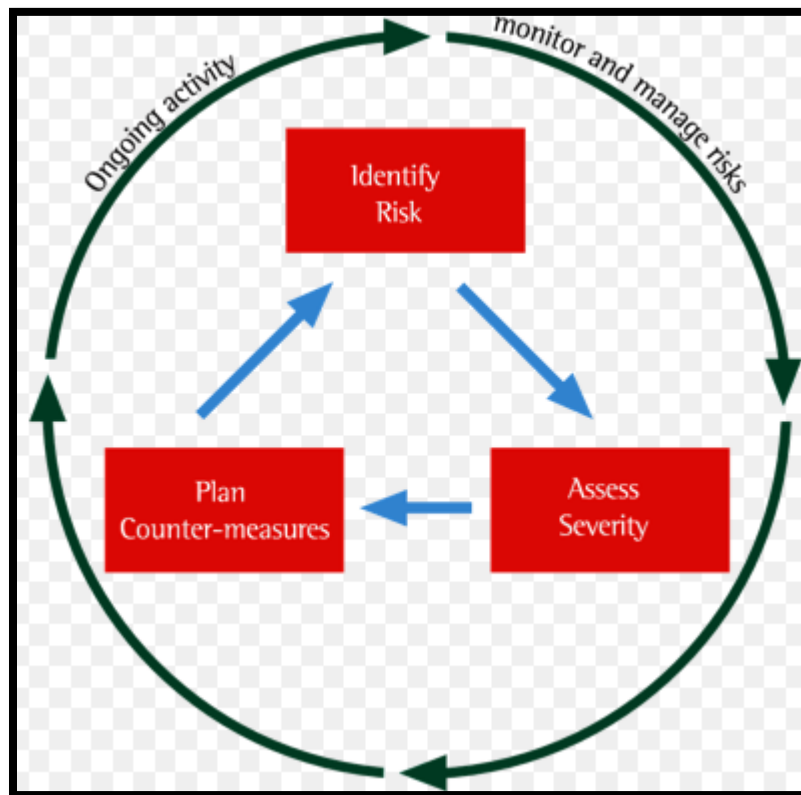 Ongoing activity
monitor and manage risks
Identify
Risk
Plan
Counter-measures
Assess
Severity